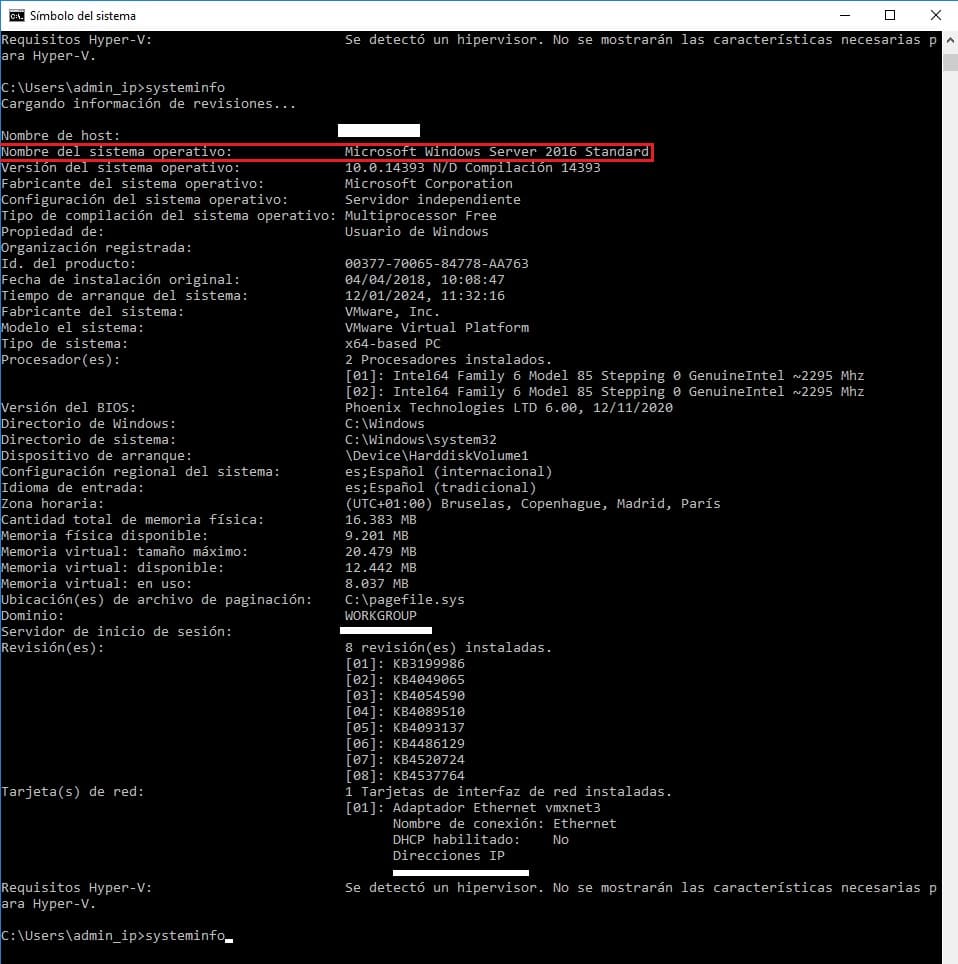 Símbolo del sistema
Requisitos Hyper-V: Se detectó un hipervisor. No se mostrarán las características necesarias p
ara Hyper-V.
C:\Users\admin_ip>systeminfo
Cargando información de revisiones...
Nombre de host:
Nombre del sistema operativo: Microsoft Windows Server 2016 Standard
Versión del sistema operativo: 10.0.14393 N/D Compilación 14393
Fabricante del sistema operativo: Microsoft Corporation
Configuración del sistema operativo: Servidor independiente
Tipo de compilación del sistema operativo: Multiprocessor Free
Propiedad de: Usuario de Windows
Organización registrada:
Id. del producto: 00377-70065-84778-AA763
Fecha de instalación original: 04/04/2018, 10:08:47
Tiempo de arranque del sistema: 12/01/2024, 11:32:16
Fabricante del sistema: VMware, Inc.
Modelo el sistema: VMware Virtual Platform
Tipo de sistema: x64-based PC
Procesador(es): 2 Procesadores instalados.
[01]: Intel64 Family 6 Model 85 Stepping 0 GenuineIntel ~2295 Mhz
[02]: Intel64 Family 6 Model 85 Stepping 0 GenuineIntel ~2295 Mhz
Versión del BIOS: Phoenix Technologies LTD 6.00, 12/11/2020
Directorio de Windows: C:\Windows
Directorio de sistema: C:\Windows\system32
Dispositivo de arranque: \Device\HarddiskVolume1
Configuración regional del sistema: es;Español (internacional)
Idioma de entrada: es;Español (tradicional)
Zona horaria: (UTC+01:00) Bruselas, Copenhague, Madrid, París
Cantidad total de memoria física: 16.383 MB
Memoria física disponible: 9.201 MB
Memoria virtual: tamaño máximo: 20.479 MB
Memoria virtual: disponible: 12.442 MB
Memoria virtual: en uso: 8.037 MB
Ubicación(es) de archivo de paginación: C:\pagefile.sys
Dominio: WORKGROUP
Servidor de inicio de sesión:
Revisión(es): 8 revisión(es) instaladas.
[01]: KB3199986
[02]: KB4049065
[03]: KB4054590
[04]: KB4089510
[05]: KB4093137
[06]: KB4486129
[07]: KB4520724
[08]: KB4537764
Tarjeta(s) de red: 1 Tarjetas de interfaz de red instaladas.
[01]: Adaptador Ethernet vmxnet3
Nombre de conexión: Ethernet
DHCP habilitado: No
Direcciones IP
Requisitos Hyper-V: Se detectó un hipervisor. No se mostrarán las características necesarias p
ara Hyper-V.
C:\Users\admin_ip>systeminfo